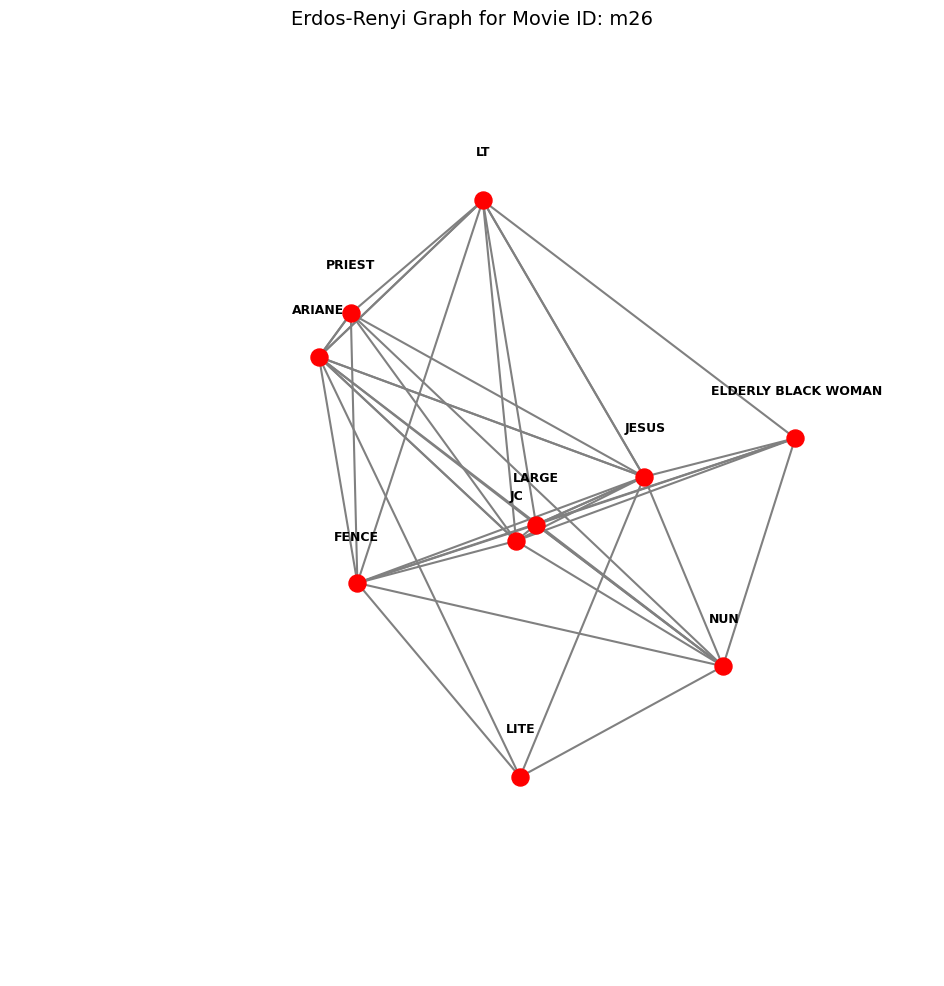 Erdos-Renyi Graph for Movie ID: m26
LT
PRIEST
ARIANE
ELDERLY BLACK WOMAN
JESUS
LARGE
JC
FENCE
NUN
LITE